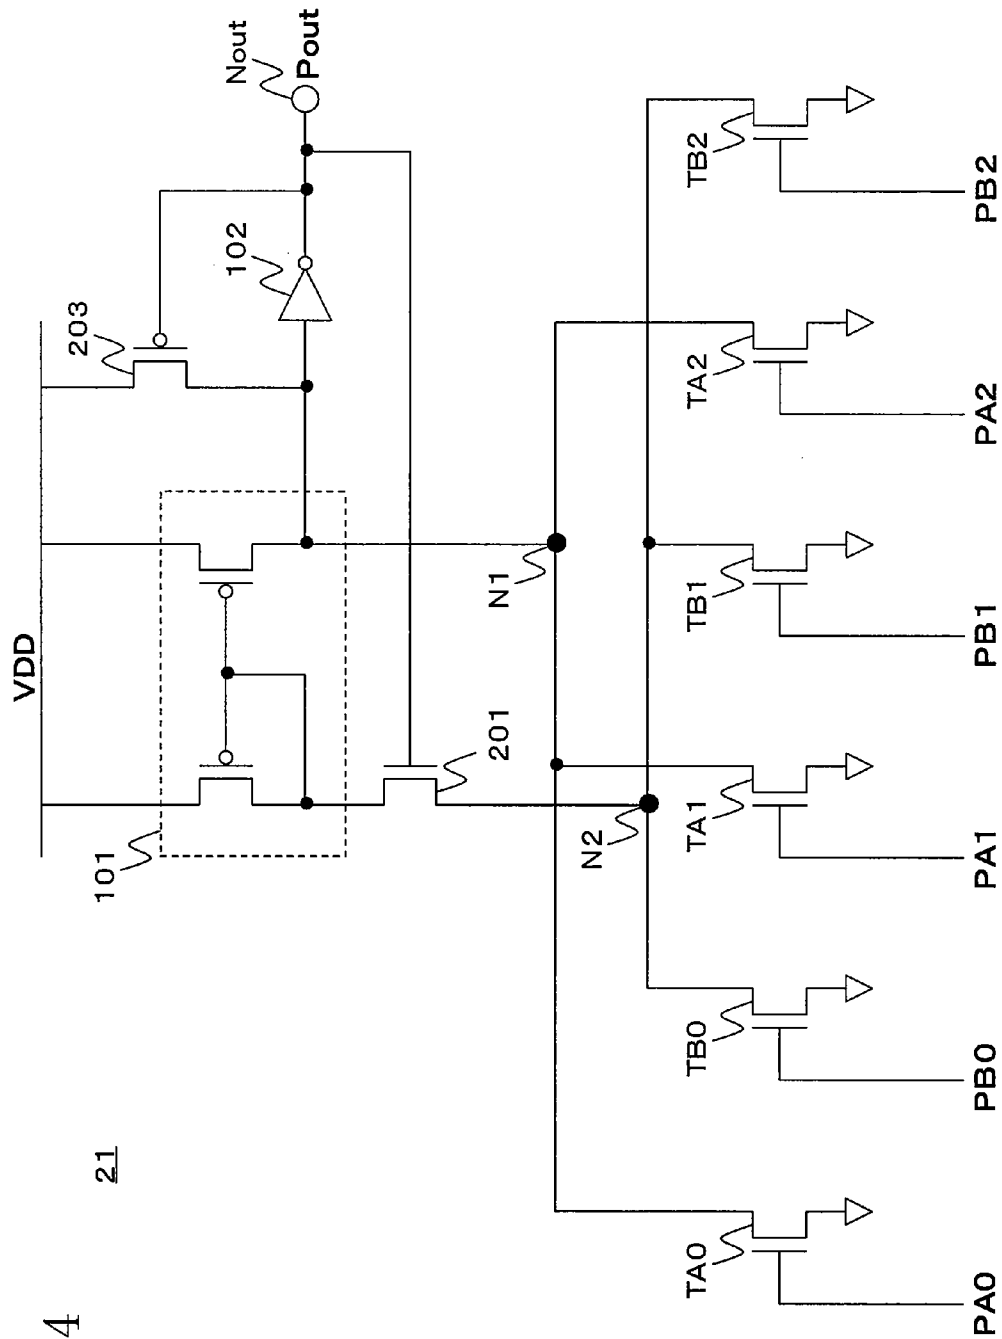 4
21
VDD
101
203
Nout
Pout
102
201
N1
N2
TA0
TB0
TA1
TB1
TA2
TB2
PA0
PB0
PA1
PB1
PA2
PB2